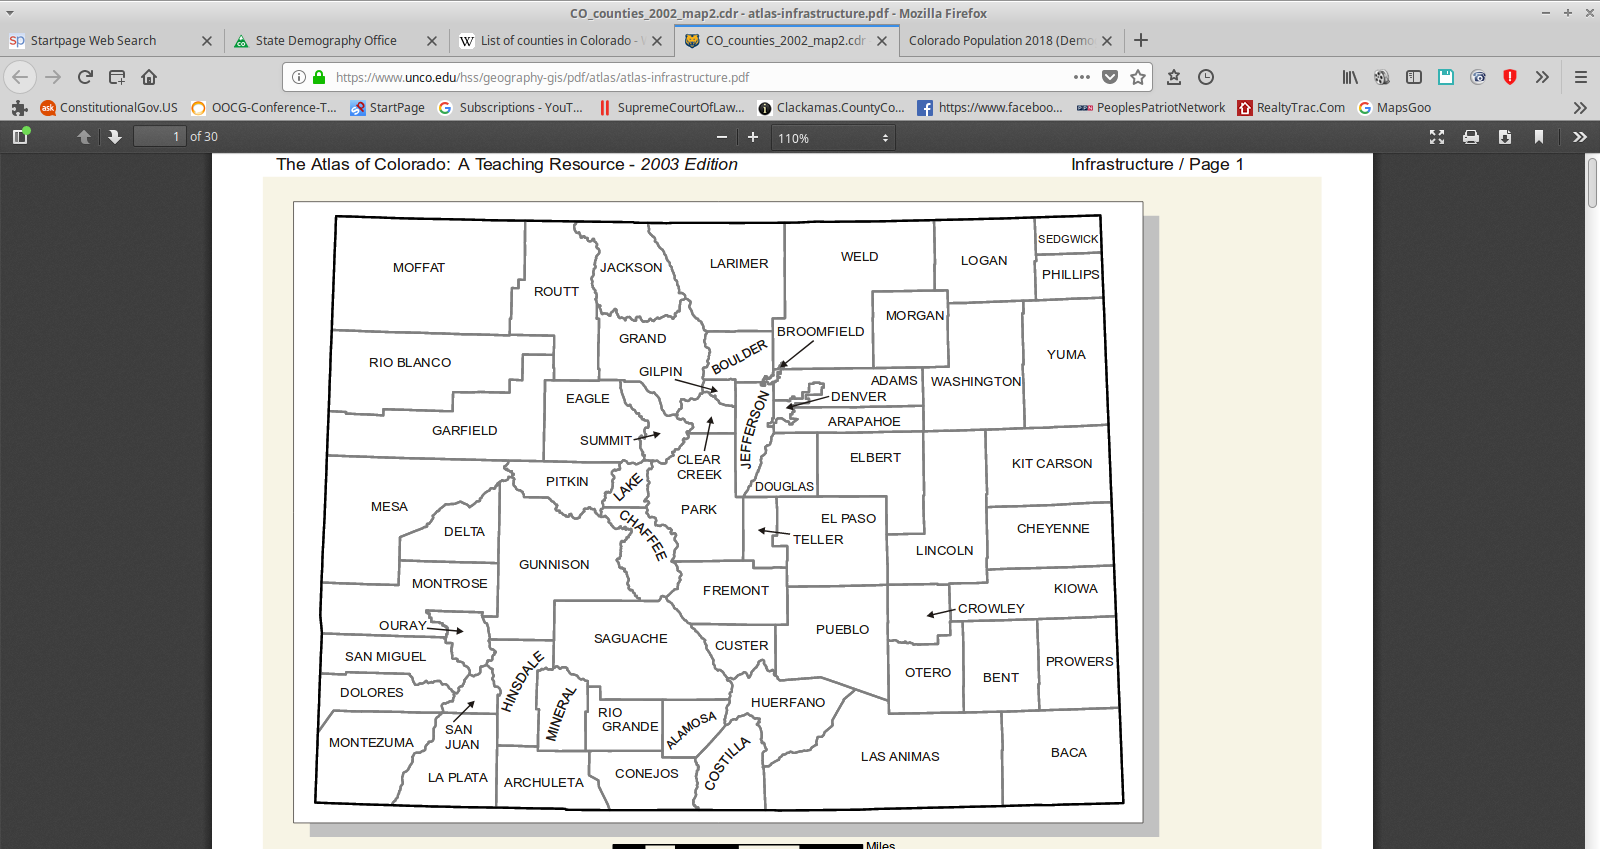 CO_counties_2002_map2.cdr - atlas-infrastructure.pdf - Mozilla Firefox
Startpage Web Search
State Demography Office
List of counties in Colorado -
CO_counties_2002_map2.cdr
Colorado Population 2018 (Demo
https://www.unco.edu/hss/geography-gis/pdf/atlas/atlas-infrastructure.pdf
ConstitutionalGov.US
OOCG-Conference-T...
StartPage
Subscriptions - YouT...
SupremeCourtOfLaw...
Clackamas.CountyCo...
https://www.faceboo...
PeoplesPatriotNetwork
RealtyTrac.Com
MapsGoo
1 of 30
110%
The Atlas of Colorado: A Teaching Resource - 2003 Edition
Infrastructure / Page 1
SEDGWICK
MOFFAT
JACKSON
LARIMER
WELD
LOGAN
PHILLIPS
ROUTT
MORGAN
GRAND
BROOMFIELD
RIO BLANCO
BOULDER
YUMA
GILPIN
ADAMS
WASHINGTON
EAGLE
DENVER
JEFFERSON
ARAPAHOE
GARFIELD
SUMMIT
CLEAR
CREEK
ELBERT
KIT CARSON
PITKIN
LAKE
DOUGLAS
MESA
PARK
EL PASO
CHAFFEE
DELTA
TELLER
CHEYENNE
LINCOLN
GUNNISON
MONTROSE
FREMONT
KIOWA
CROWLEY
OURAY
PUEBLO
SAGUACHE
CUSTER
SAN MIGUEL
PROWERS
OTERO
BENT
HINSDALE
DOLORES
MINERAL
HUERFANO
RIO
GRANDE
ALAMOSA
SAN
JUAN
MONTEZUMA
COSTILLA
LAS ANIMAS
BACA
LA PLATA
ARCHULETA
CONEJOS
Miles